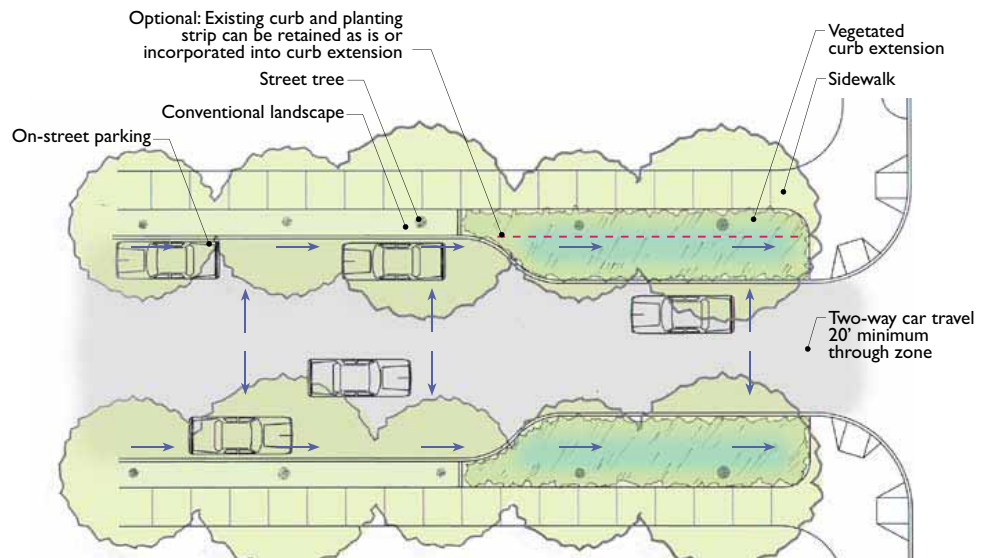 Optional: Existing curb and planting
strip can be retained as is or
incorporated into curb extension
Street tree
Conventional landscape
On-street parking
Vegetated
curb extension
Sidewalk
Two-way car travel
20’ minimum
through zone